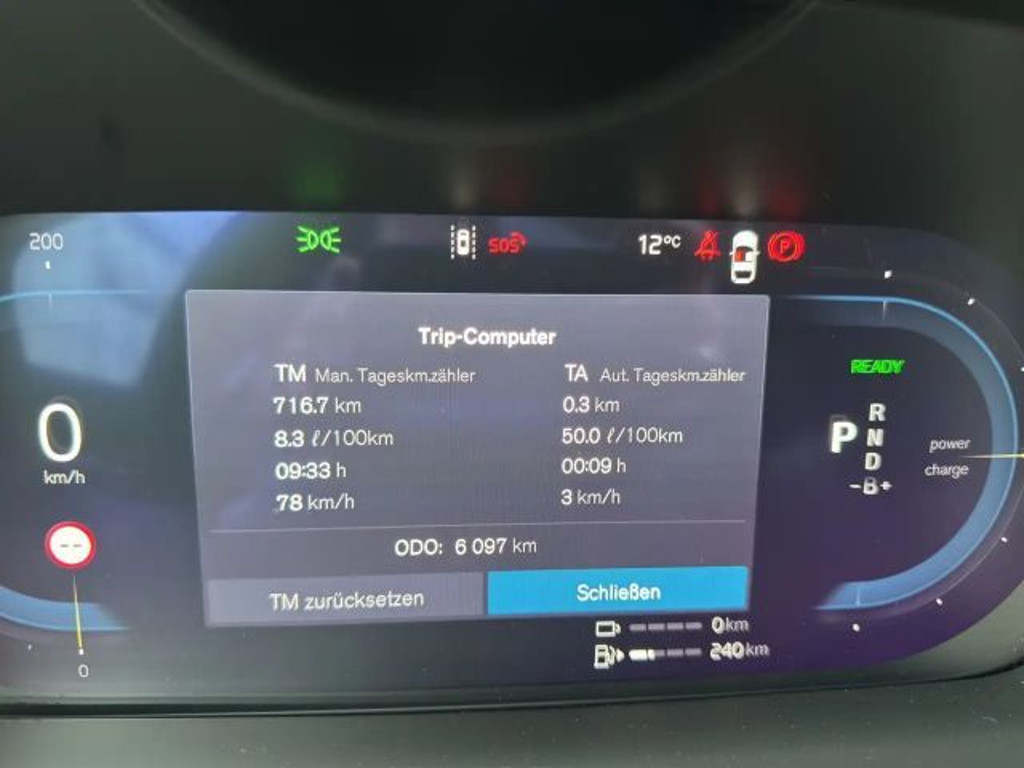 200
SOS
12°C
P
Trip-Computer
TM Man. Tageskm.zähler
TA Aut. Tageskm.zähler
716.7 km
0.3 km
8.3 ℓ/100km
50.0 ℓ/100km
09:33 h
00:09 h
78 km/h
3 km/h
ODO: 6 097 km
TM zurücksetzen
Schließen
0
km/h
--
0
READY
P
R
N
D
-B+
power
charge
0km
240km